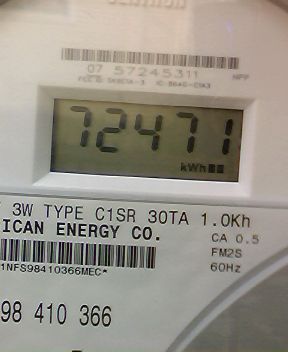 07 57245311
72471
kWh
3W TYPE C1SR 30TA 1.0Kh
ICAN ENERGY CO.
CA 0.5
FM2S
60Hz
1NFS98410366MEC*
98 410 366